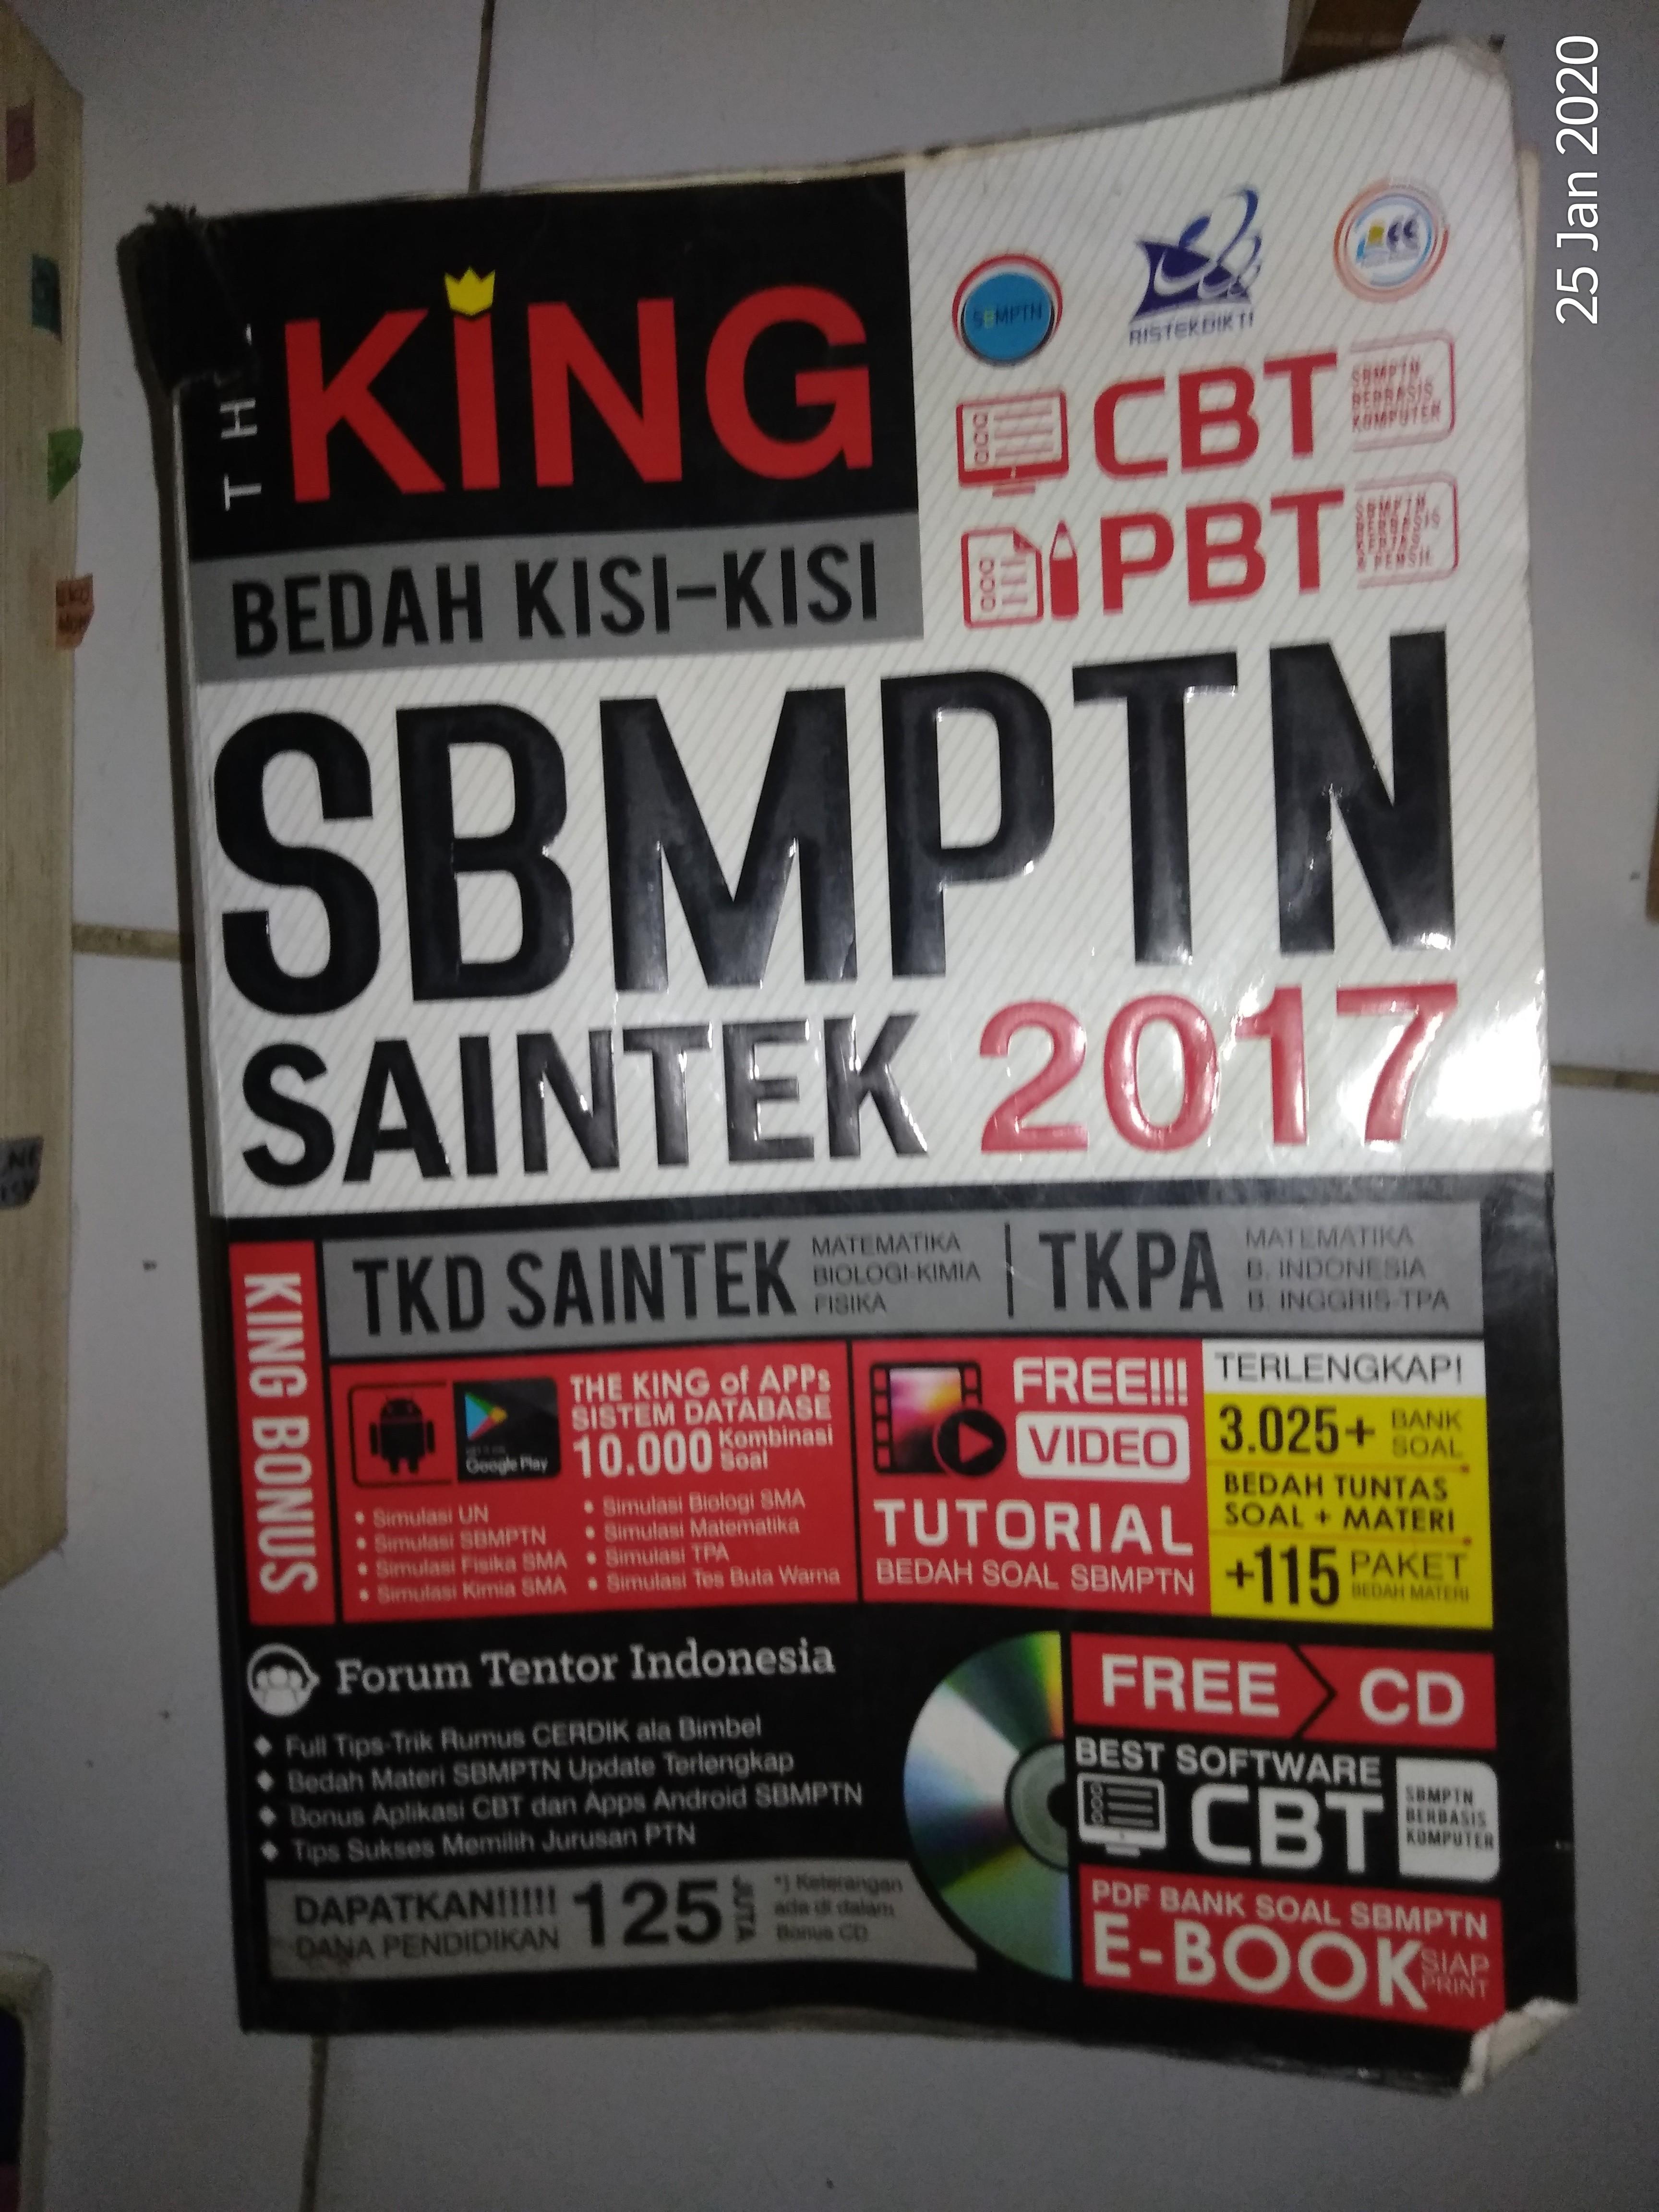 25 Jan 2020
THE
KING
BEDAH KISI-KISI
SBMPTN
RISTEKDIKTI
CBT
SBMPTN
BERBASIS
KOMPUTER
PBT
SBMPTN
BERBASIS
KERTAS
& PENSIL
SBMPTN
SAINTEK 2017
TKD SAINTEK
MATEMATIKA
BIOLOGI-KIMIA
FISIKA
TKPA
MATEMATIKA
B. INDONESIA
B. INGGRIS-TPA
KING BONUS
Google Play
THE KING of APPs
SISTEM DATABASE
10.000 Kombinasi
Soal
• Simulasi UN
• Simulasi SBMPTN
• Simulasi Fisika SMA
• Simulasi Kimia SMA
• Simulasi Biologi SMA
• Simulasi Matematika
• Simulasi TPA
• Simulasi Tes Buta Warna
FREE!!!
VIDEO
TUTORIAL
BEDAH SOAL SBMPTN
TERLENGKAP!
3.025+ BANK
SOAL
BEDAH TUNTAS
SOAL + MATERI
+115 PAKET
BEDAH MATERI
Forum Tentor Indonesia
◆ Full Tips-Trik Rumus CERDIK ala Bimbel
◆ Bedah Materi SBMPTN Update Terlengkap
◆ Bonus Aplikasi CBT dan Apps Android SBMPTN
◆ Tips Sukses Memilih Jurusan PTN
DAPATKAN!!!!!
DANA PENDIDIKAN
125 JUTA
*) Keterangan
ada di dalam
Bonus CD
FREE CD
BEST SOFTWARE
CBT
SBMPTN
BERBASIS
KOMPUTER
PDF BANK SOAL SBMPTN
E-BOOK SIAP
PRINT